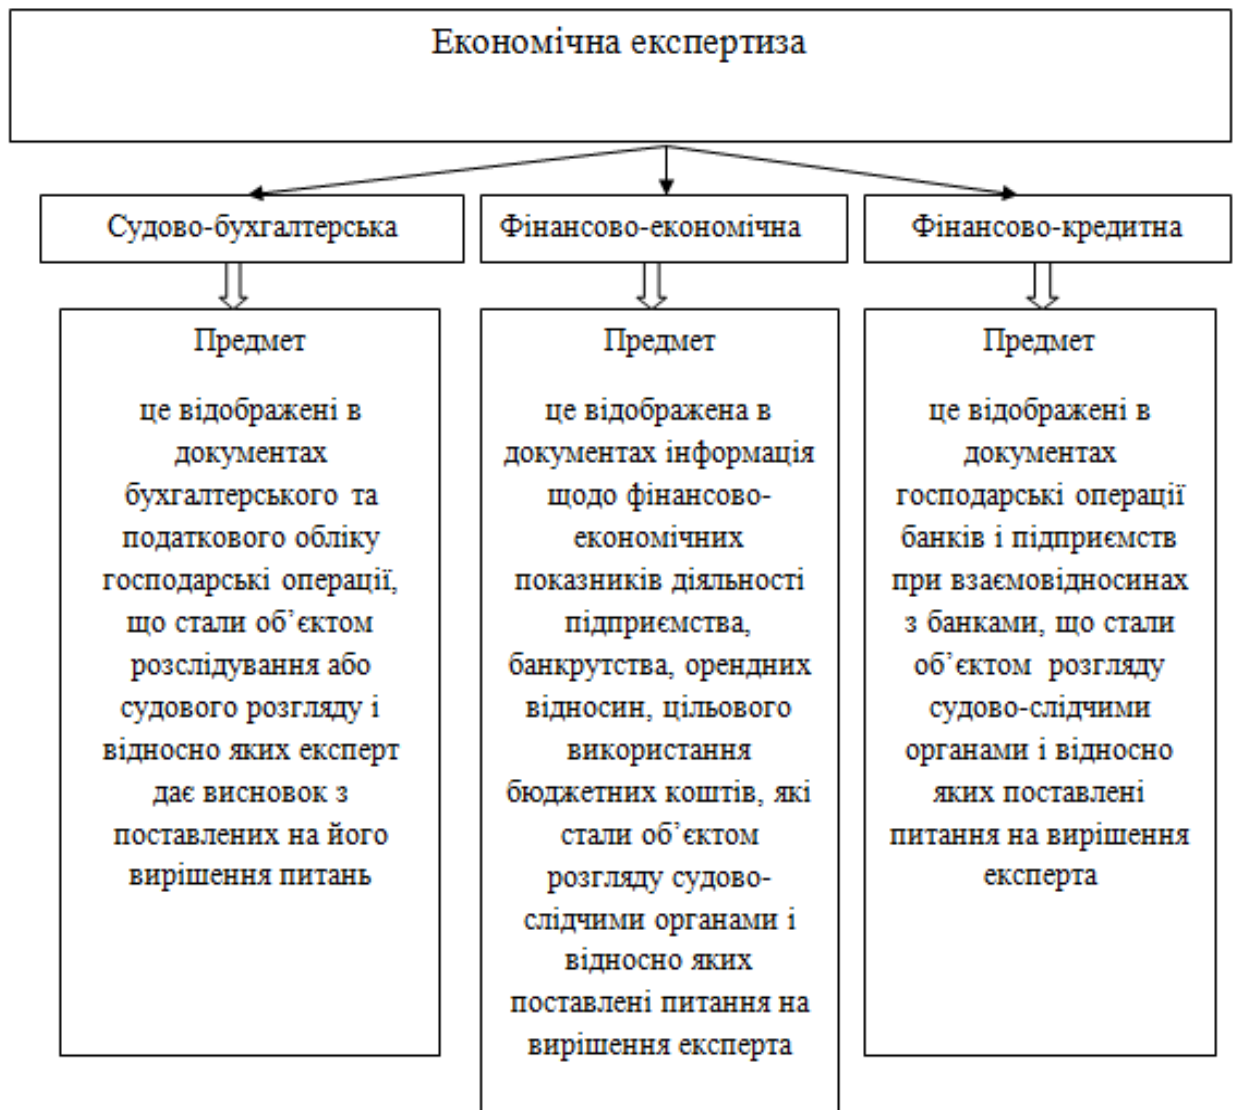 Економічна експертиза
Судово-бухгалтерська
Фінансово-економічна
Фінансово-кредитна
Предмет
це відображені в
документах
бухгалтерського та
податкового обліку
господарські операції,
що стали об’єктом
розслідування або
судового розгляду і
відносно яких експерт
дає висновок з
поставлених на його
вирішення питань
Предмет
це відображена в
документах інформація
щодо фінансово-
економічних
показників діяльності
підприємства,
банкрутства, орендних
відносин, цільового
використання
бюджетних коштів, які
стали об’єктом
розгляду судово-
слідчими органами і
відносно яких
поставлені питання на
вирішення експерта
Предмет
це відображені в
документах
господарські операції
банків і підприємств
при взаємовідносинах
з банками, що стали
об’єктом розгляду
судово-слідчими
органами і відносно
яких поставлені
питання на вирішення
експерта